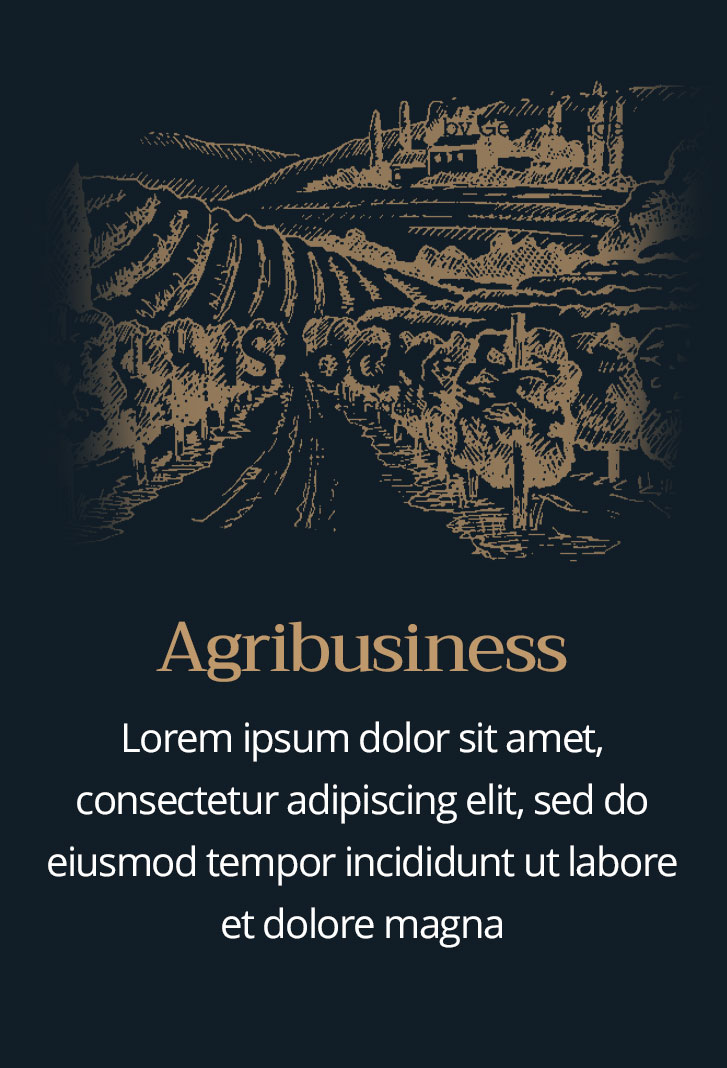 Agribusiness
Lorem ipsum dolor sit amet,
consectetur adipiscing elit, sed do
eiusmod tempor incididunt ut labore
et dolore magna